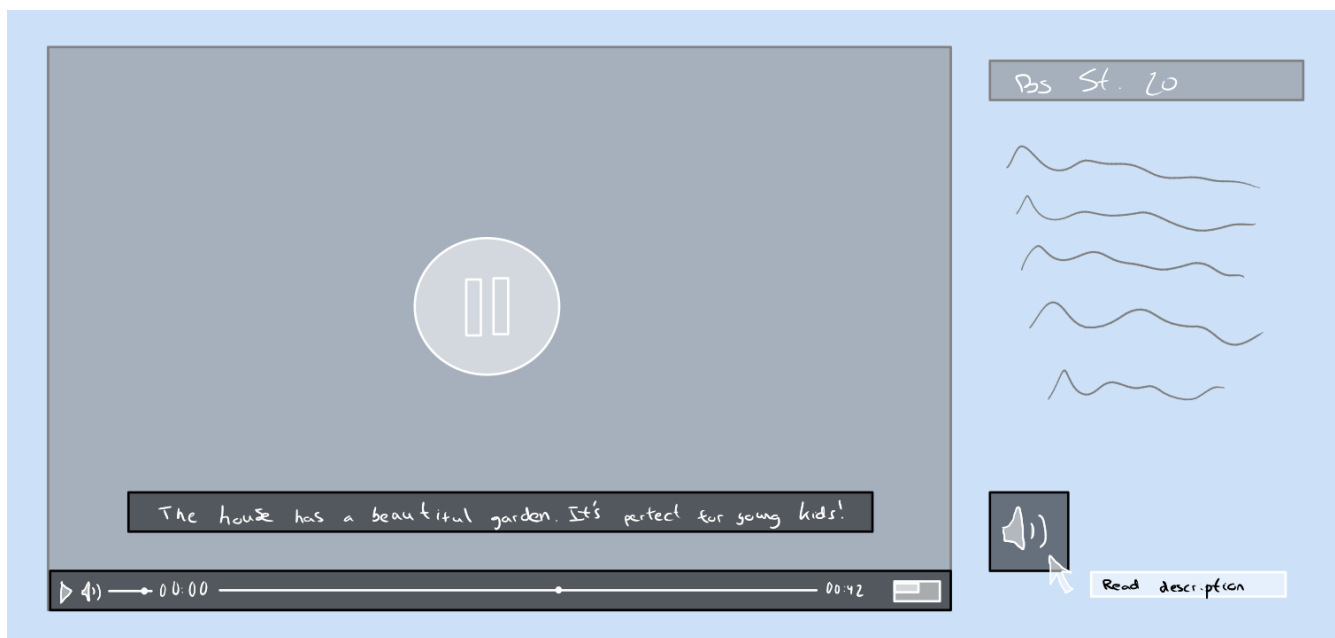 Bs St. 20
The house has a beautiful garden. It's perfect for young kids!
00:00 00:42
Read description